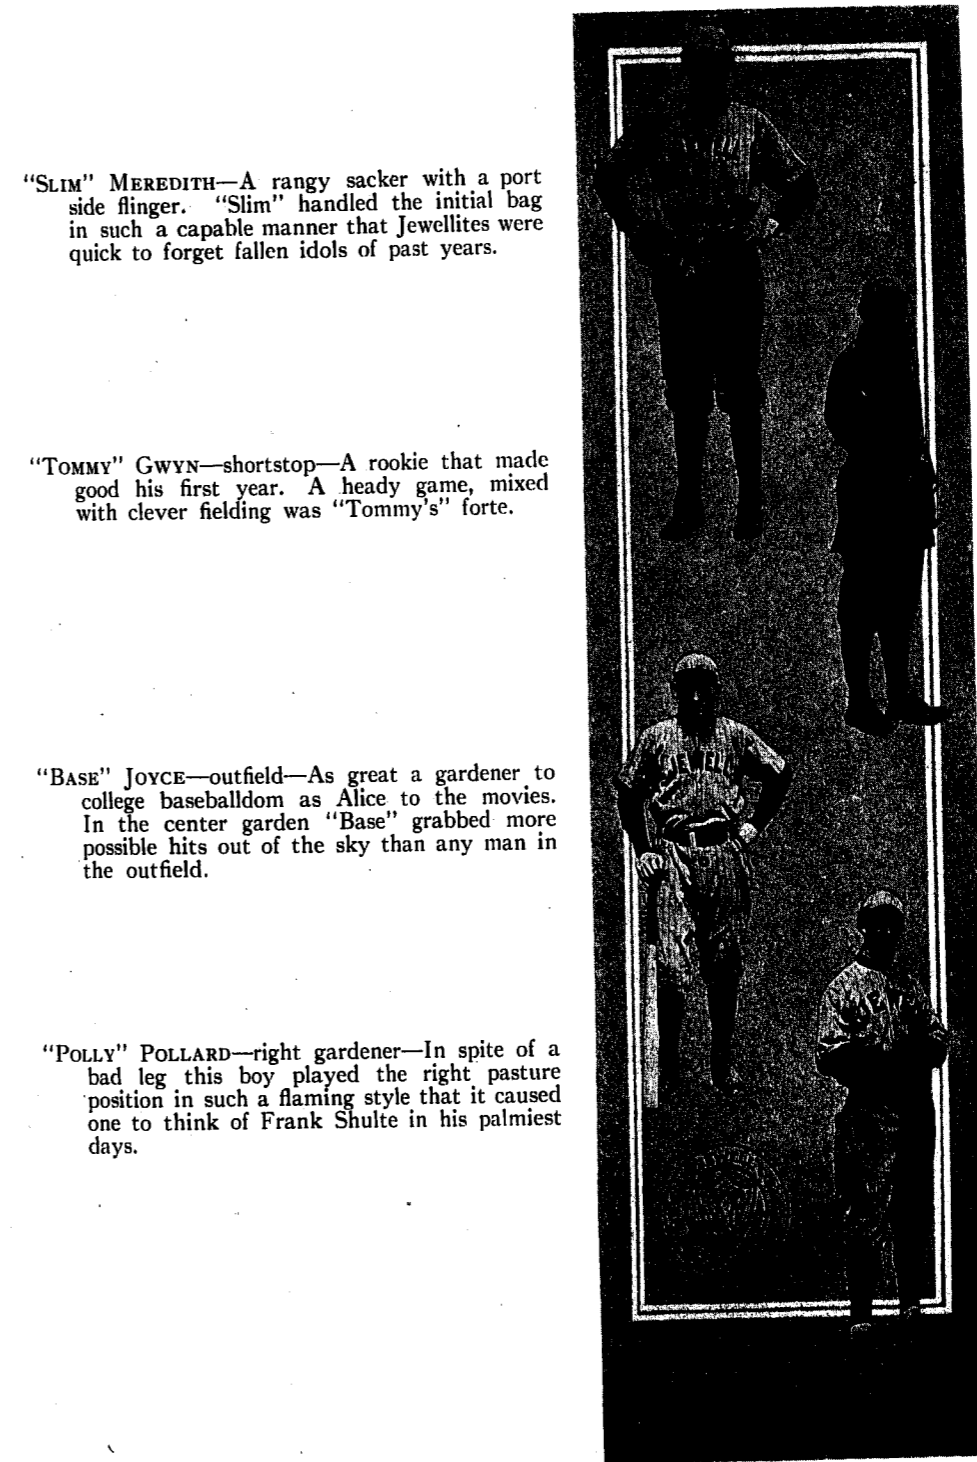 "SLIM" MEREDITH—A rangy sacker with a port
side flinger. "Slim" handled the initial bag
in such a capable manner that Jewellites were
quick to forget fallen idols of past years.
"TOMMY" GWYN—shortstop—A rookie that made
good his first year. A heady game, mixed
with clever fielding was "Tommy's" forte.
"BASE" JOYCE—outfield—As great a gardener to
college baseballdom as Alice to the movies.
In the center garden "Base" grabbed more
possible hits out of the sky than any man in
the outfield.
"POLLY" POLLARD—right gardener—In spite of a
bad leg this boy played the right pasture
position in such a flaming style that it caused
one to think of Frank Shulte in his palmiest
days.
JEWELL